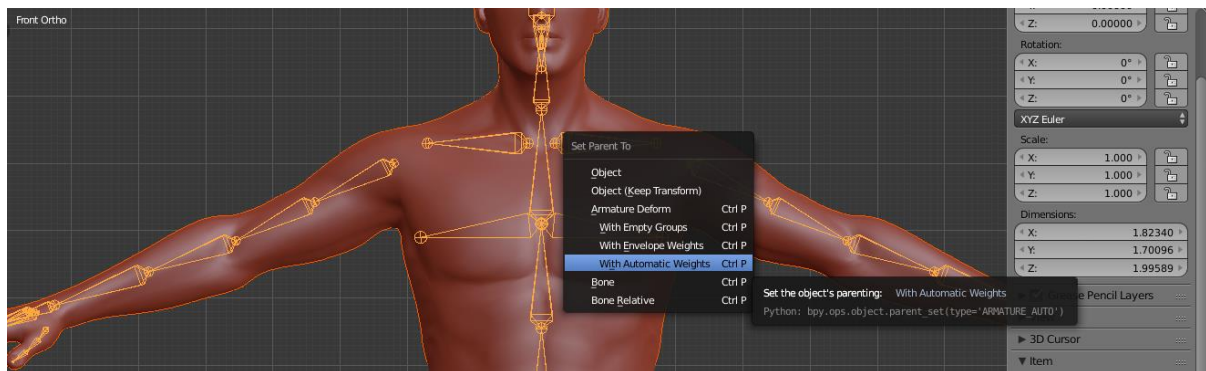 Front Ortho
Z: 0.00000
Rotation:
X: 0°
Y: 0°
Z: 0°
XYZ Euler
Scale:
X: 1.000
Y: 1.000
Z: 1.000
Dimensions:
X: 1.82340
Y: 1.70096
Z: 1.99589
Pencil Layers
3D Cursor
Item
Set Parent To
Object
Object (Keep Transform)
Armature Deform Ctrl P
With Empty Groups Ctrl P
With Envelope Weights Ctrl P
With Automatic Weights Ctrl P
Bone Ctrl P
Bone Relative Ctrl P
Set the object's parenting: With Automatic Weights
Python: bpy.ops.object.parent_set(type='ARMATURE_AUTO')